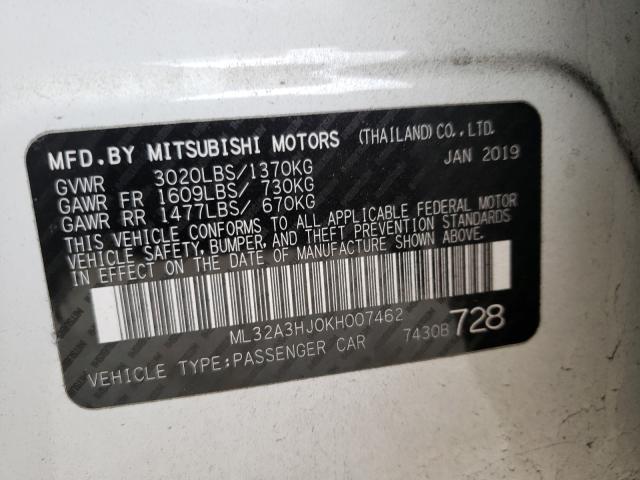 MFD.BY MITSUBISHI MOTORS (THAILAND)CO.,LTD.
JAN 2019
GVWR 3020LBS/1370KG
GAWR FR 1609LBS/ 730KG
GAWR RR 1477LBS/ 670KG
THIS VEHICLE CONFORMS TO ALL APPLICABLE FEDERAL MOTOR
VEHICLE SAFETY, BUMPER, AND THEFT PREVENTION STANDARDS
IN EFFECT ON THE DATE OF MANUFACTURE SHOWN ABOVE.
ML32A3HJ0KH007462
VEHICLE TYPE:PASSENGER CAR 7430B 728